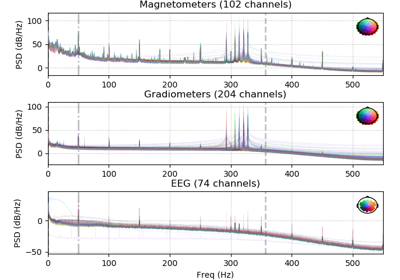 Magnetometers (102 channels)
PSD (dB/Hz)
100
50
0
0 100 200 300 400 500
Gradiometers (204 channels)
PSD (dB/Hz)
100
50
0
0 100 200 300 400 500
EEG (74 channels)
PSD (dB/Hz)
0
−50
0 100 200 300 400 500
Freq (Hz)